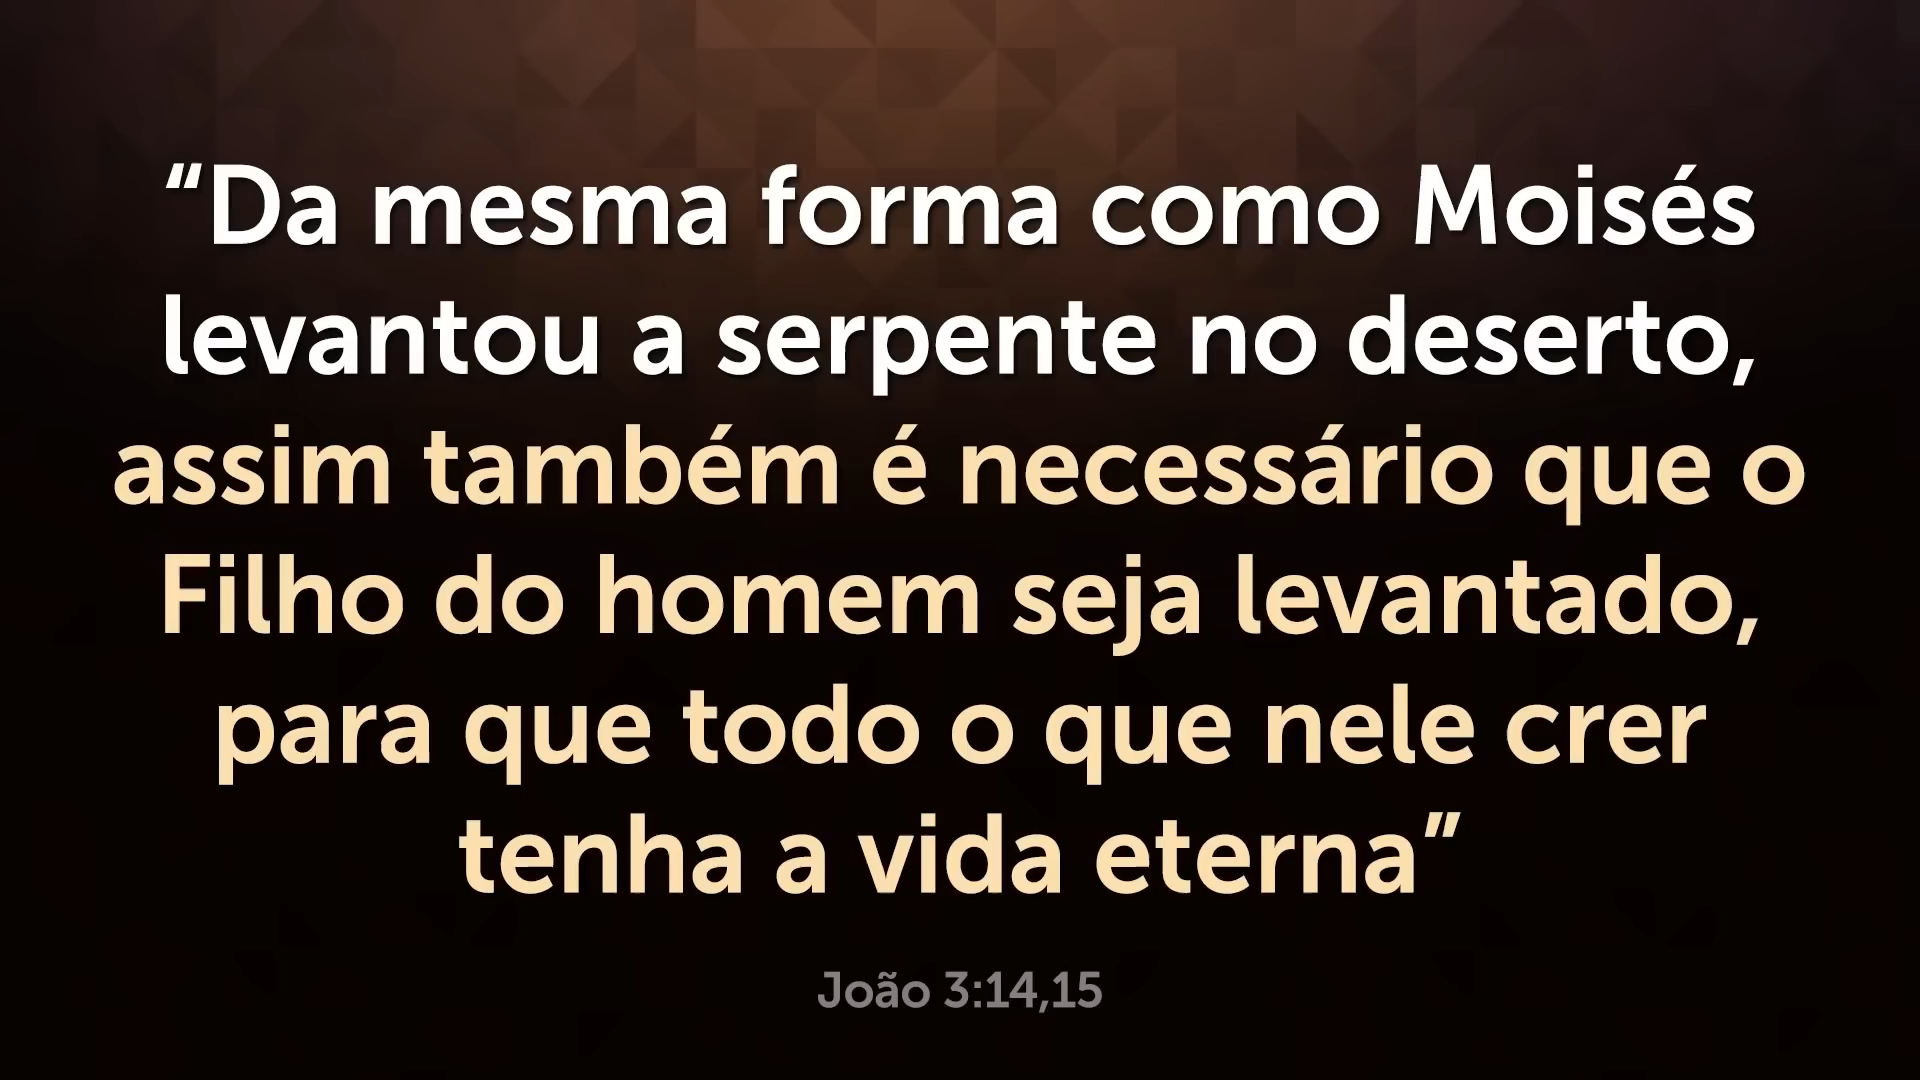 “Da mesma forma como Moisés
levantou a serpente no deserto,
assim também é necessário que o
Filho do homem seja levantado,
para que todo o que nele crer
tenha a vida eterna”
João 3:14,15